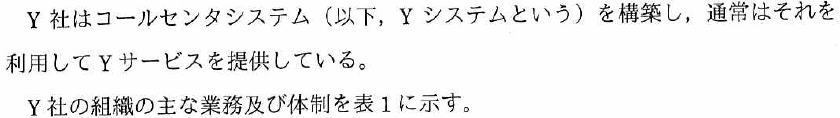 Y 社はコールセンタシステム（以下，Y システムという）を構築し，通常はそれを
利用して Y サービスを提供している。
Y 社の組織の主な業務及び体制を表 1 に示す。